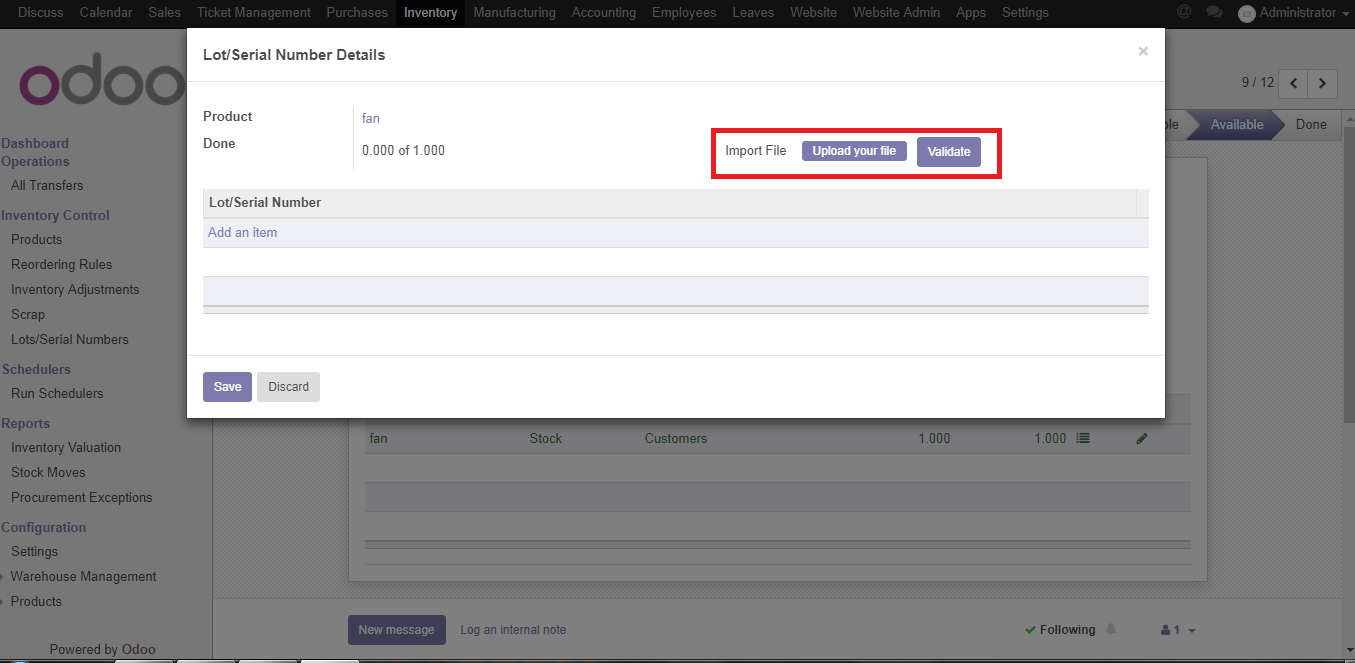 Discuss Calendar Sales Ticket Management Purchases Inventory Manufacturing Accounting Employees Leaves Website Website Admin Apps Settings @ Administrator
Lot/Serial Number Details ×
odoo
9 / 12
Product fan
Done 0.000 of 1.000
Import File Upload your file Validate
Available Done
Lot/Serial Number
Add an item
Save Discard
Dashboard
Operations
All Transfers
Inventory Control
Products
Reordering Rules
Inventory Adjustments
Scrap
Lots/Serial Numbers
Schedulers
Run Schedulers
Reports
Inventory Valuation
Stock Moves
Procurement Exceptions
Configuration
Settings
Warehouse Management
Products
Powered by Odoo
fan Stock Customers 1.000 1.000
New message Log an internal note Following 1